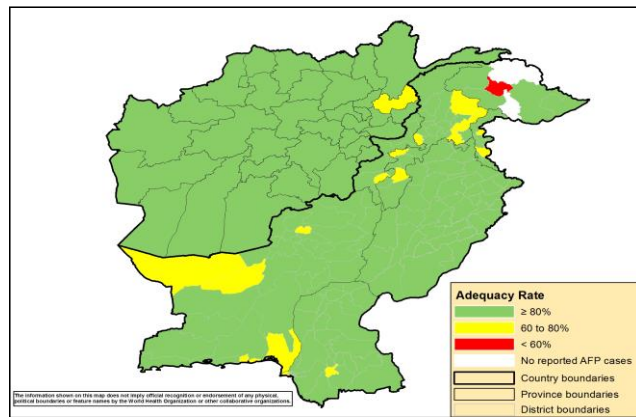 Adequacy Rate
≥ 80%
60 to 80%
< 60%
No reported AFP cases
Country boundaries
Province boundaries
District boundaries
The information shown on this map does not imply official recognition or endorsement of any physical,
political boundaries or feature names by the World Health Organization or other collaborative organizations.